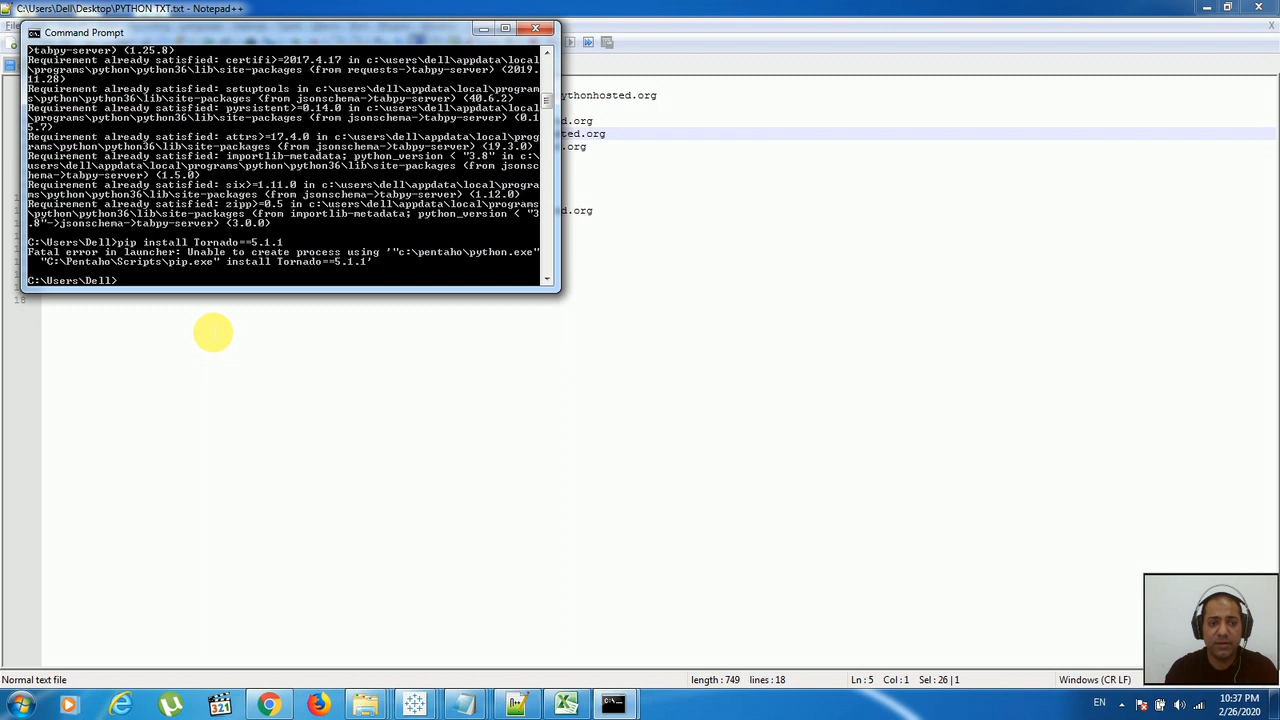 C:\Users\Dell\Desktop\PYTHON TXT.txt - Notepad++
Command Prompt
>tabpy-server) (1.25.8)
Requirement already satisfied: certifi>=2017.4.17 in c:\users\dell\appdata\local
\programs\python\python36\lib\site-packages (from requests->tabpy-server) (2019.
11.28)
Requirement already satisfied: setuptools in c:\users\dell\appdata\local\program
s\python\python36\lib\site-packages (from jsonschema->tabpy-server) (40.6.2)
Requirement already satisfied: pyrsistent>=0.14.0 in c:\users\dell\appdata\local
\programs\python\python36\lib\site-packages (from jsonschema->tabpy-server) (0.1
5.7)
Requirement already satisfied: attrs>=17.4.0 in c:\users\dell\appdata\local\prog
rams\python\python36\lib\site-packages (from jsonschema->tabpy-server) (19.3.0)
Requirement already satisfied: importlib-metadata; python_version < "3.8" in c:\
users\dell\appdata\local\programs\python\python36\lib\site-packages (from jsonsc
hema->tabpy-server) (1.5.0)
Requirement already satisfied: six>=1.11.0 in c:\users\dell\appdata\local\progra
ms\python\python36\lib\site-packages (from jsonschema->tabpy-server) (1.12.0)
Requirement already satisfied: zipp>=0.5 in c:\users\dell\appdata\local\programs
\python\python36\lib\site-packages (from importlib-metadata; python_version < "3
.8"->jsonschema->tabpy-server) (3.0.0)
C:\Users\Dell>pip install Tornado==5.1.1
Fatal error in launcher: Unable to create process using '"c:\pentaho\python.exe"
"C:\Pentaho\Scripts\pip.exe" install Tornado==5.1.1'
C:\Users\Dell>
ythonhosted.org
d.org
ted.org
.org
d.org
18
Normal text file
length : 749 lines : 18
Ln : 5 Col : 1 Sel : 26 | 1
Windows (CR LF)
321
EN
10:37 PM
2/26/2020